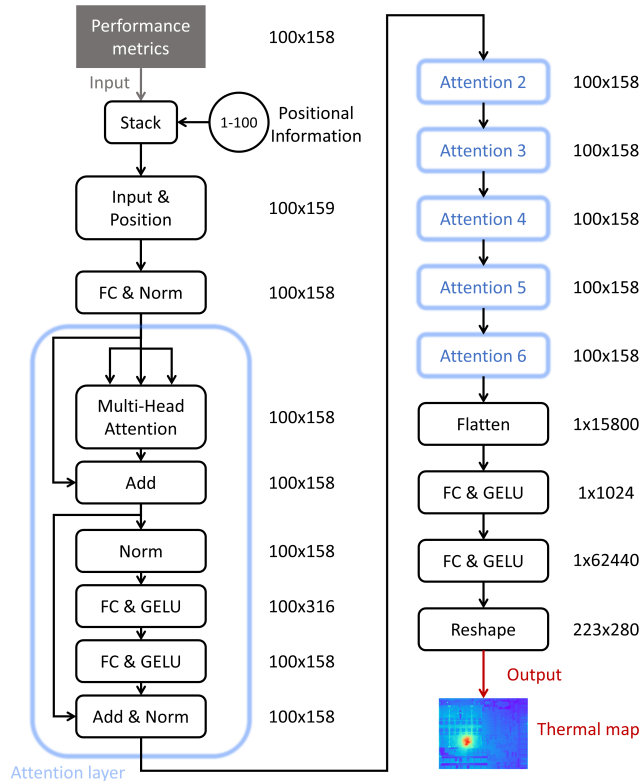 Performance
metrics
100x158
Input
Stack
1-100
Positional
Information
Input &
Position
100x159
FC & Norm
100x158
Multi-Head
Attention
100x158
Add
100x158
Norm
100x158
FC & GELU
100x316
FC & GELU
100x158
Add & Norm
100x158
Attention layer
Attention 2
100x158
Attention 3
100x158
Attention 4
100x158
Attention 5
100x158
Attention 6
100x158
Flatten
1x15800
FC & GELU
1x1024
FC & GELU
1x62440
Reshape
223x280
Output
Thermal map